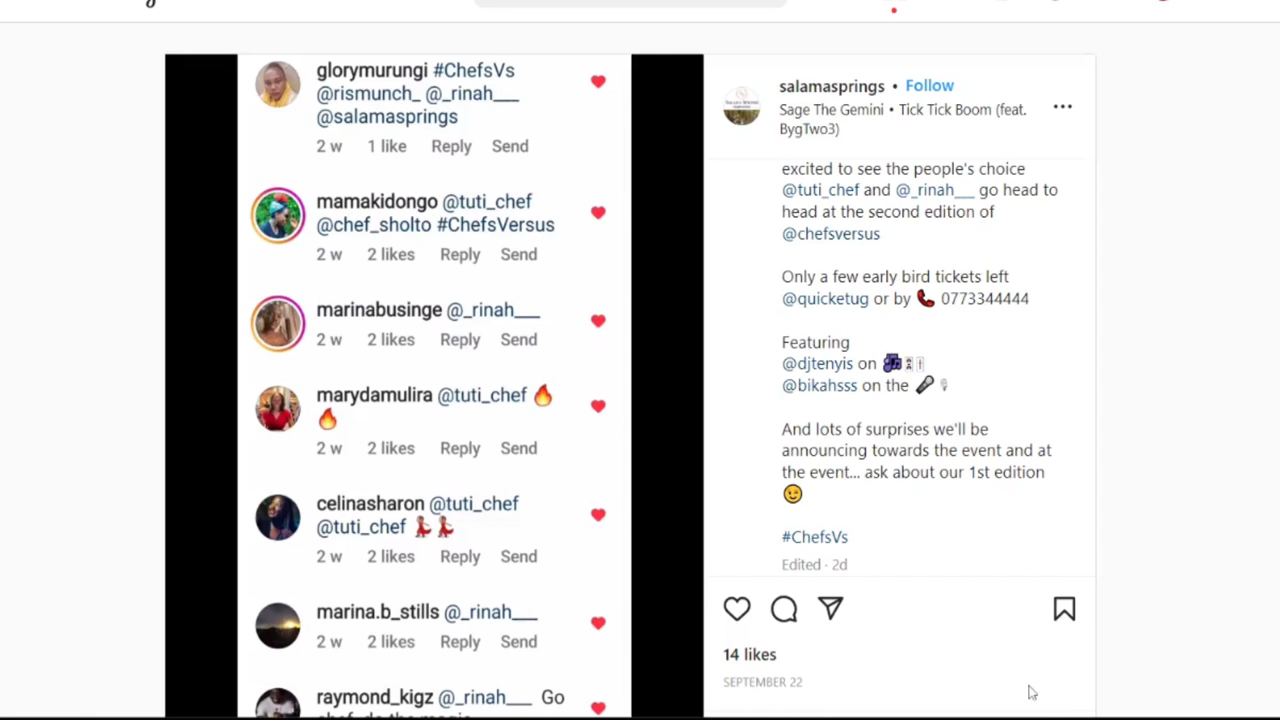 glorymurungi #ChefsVs
@rismunch_ @_rinah___
@salamasprings
2 w 1 like Reply Send
mamakidongo @tuti_chef
@chef_sholto #ChefsVersus
2 w 2 likes Reply Send
marinabusinge @_rinah___
2 w 2 likes Reply Send
marydamulira @tuti_chef 🔥
🔥
2 w 2 likes Reply Send
celinasharon @tuti_chef
@tuti_chef 💃💃
2 w 2 likes Reply Send
marina.b_stills @_rinah___
2 w 2 likes Reply Send
raymond_kigz @_rinah___ Go
salamasprings • Follow
Sage The Gemini • Tick Tick Boom (feat.
BygTwo3)
excited to see the people's choice
@tuti_chef and @_rinah___ go head to
head at the second edition of
@chefsversus
Only a few early bird tickets left
@quicketug or by 📞 0773344444
Featuring
@djtenyis on 🎶🎚
@bikahsss on the 🎤🎙
And lots of surprises we'll be
announcing towards the event and at
the event... ask about our 1st edition
😉
#ChefsVs
Edited · 2d
14 likes
SEPTEMBER 22